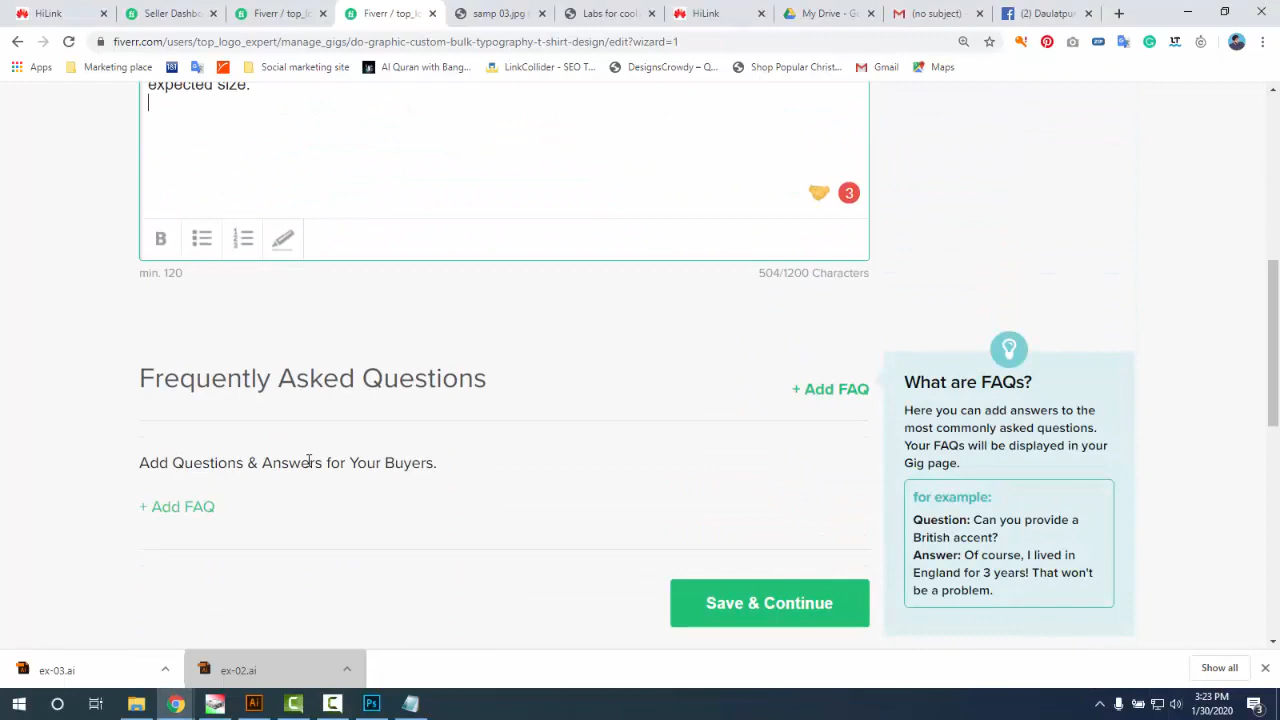 HiLink
Seller Dashb
Fiverr / top_lo
Fiverr / top_lo
samp 03.jpg
Labs for cool
HiLink
My Drive - Go
(no subject)
Daulatpur
fiverr.com/users/top_logo_expert/manage_gigs/do-graphic-custom-bulk-typography-t-shirt-design/edit?wizard=1
Apps
Marketing place
Social marketing site
Al Quran with Bang...
LinkCollider - SEO T...
DesignsCrowdy – Q...
Shop Popular Christ...
Gmail
Maps
expected size.
3
B
min. 120
504/1200 Characters
Frequently Asked Questions
+ Add FAQ
Add Questions & Answers for Your Buyers.
+ Add FAQ
Save & Continue
What are FAQs?
Here you can add answers to the
most commonly asked questions.
Your FAQs will be displayed in your
Gig page.
for example:
Question: Can you provide a
British accent?
Answer: Of course, I lived in
England for 3 years! That won't
be a problem.
ex-03.ai
ex-02.ai
Show all
Ai
Ps
3:23 PM
1/30/2020
3